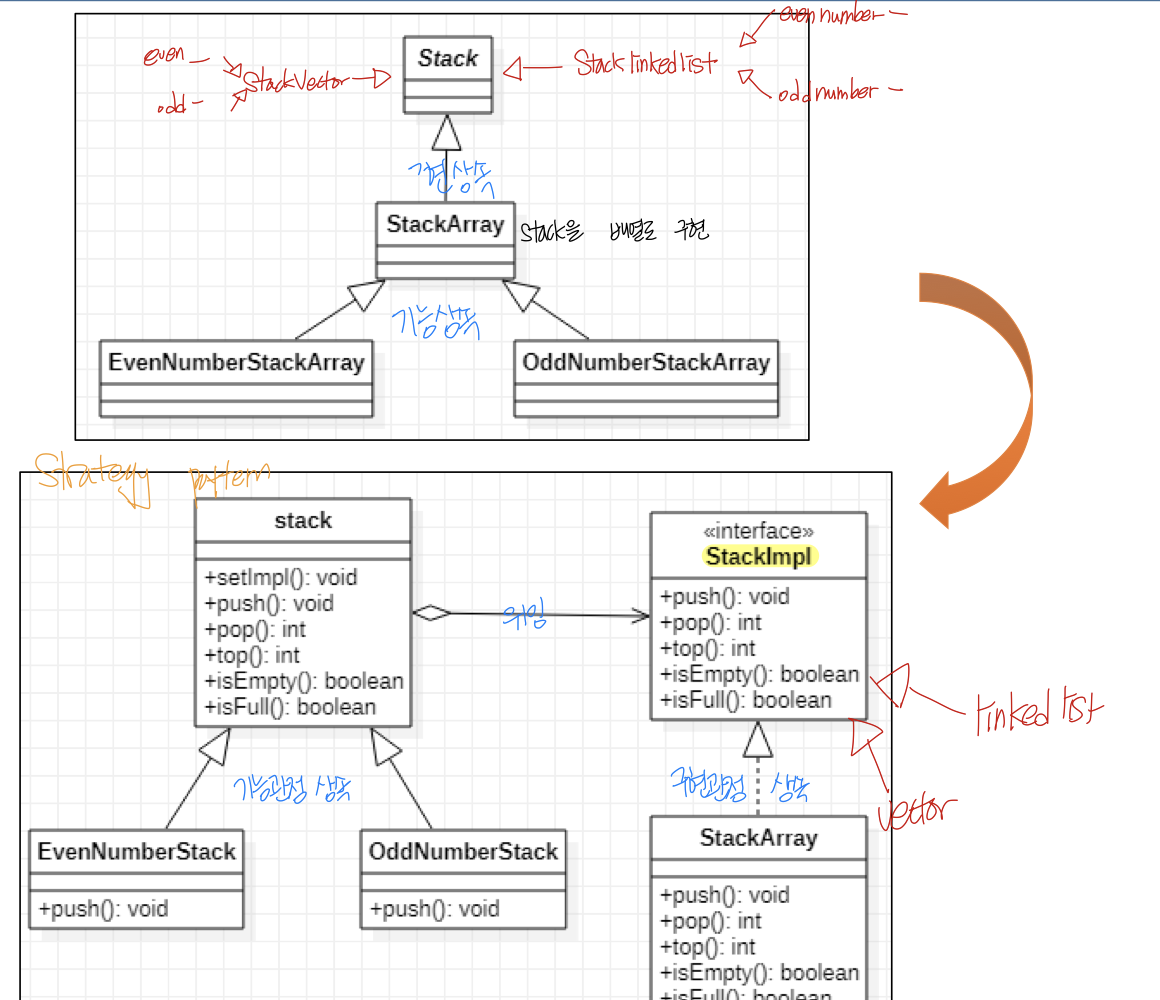 even number —
even —
Stack
Stack linked list
StackVector
odd —
odd number —
구현 상속
StackArray
Stack을 배열로 구현
기능상속
EvenNumberStackArray
OddNumberStackArray
Strategy pattern
stack
+setImpl(): void
+push(): void
+pop(): int
+top(): int
+isEmpty(): boolean
+isFull(): boolean
위임
«interface»
StackImpl
+push(): void
+pop(): int
+top(): int
+isEmpty(): boolean
+isFull(): boolean
linked list
vector
기능관점 상속
구현관점 상속
EvenNumberStack
+push(): void
OddNumberStack
+push(): void
StackArray
+push(): void
+pop(): int
+top(): int
+isEmpty(): boolean
+isFull(): boolean